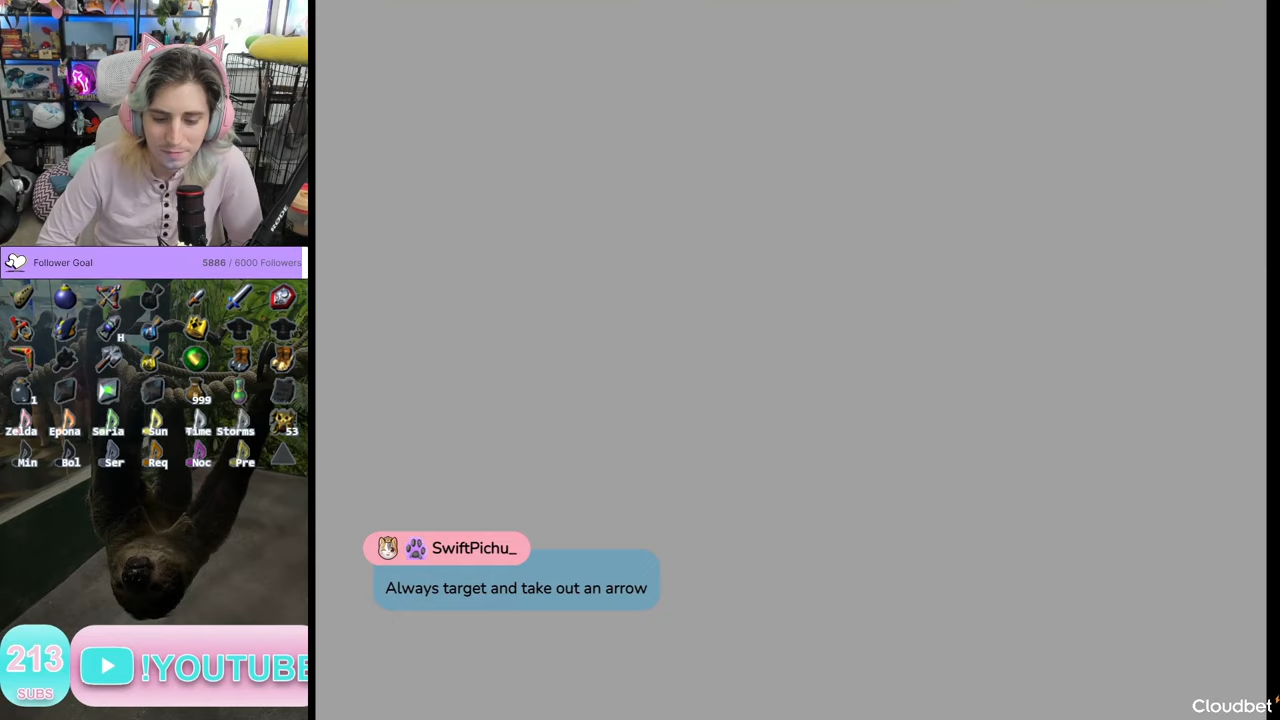 Follower Goal
5886 / 6000 Followers
H
1
999
Zelda Epona Saria Sun Time Storms 53
Min Bol Ser Req Noc Pre
SwiftPichu_
Always target and take out an arrow
213
SUBS
!YOUTUBE
RODE
Cloudbet